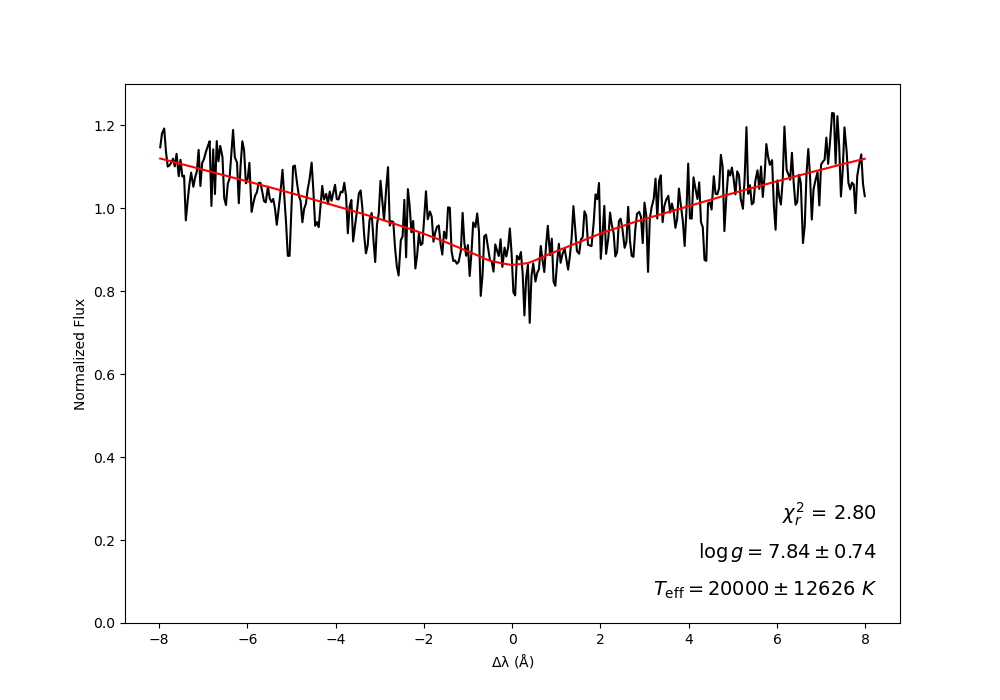 1.2
1.0
0.8
0.6
0.4
0.2
0.0
Normalized Flux
χ²ᵣ = 2.80
log g = 7.84 ± 0.74
T_eff = 20000 ± 12626 K
−8 −6 −4 −2 0 2 4 6 8
Δλ (Å)